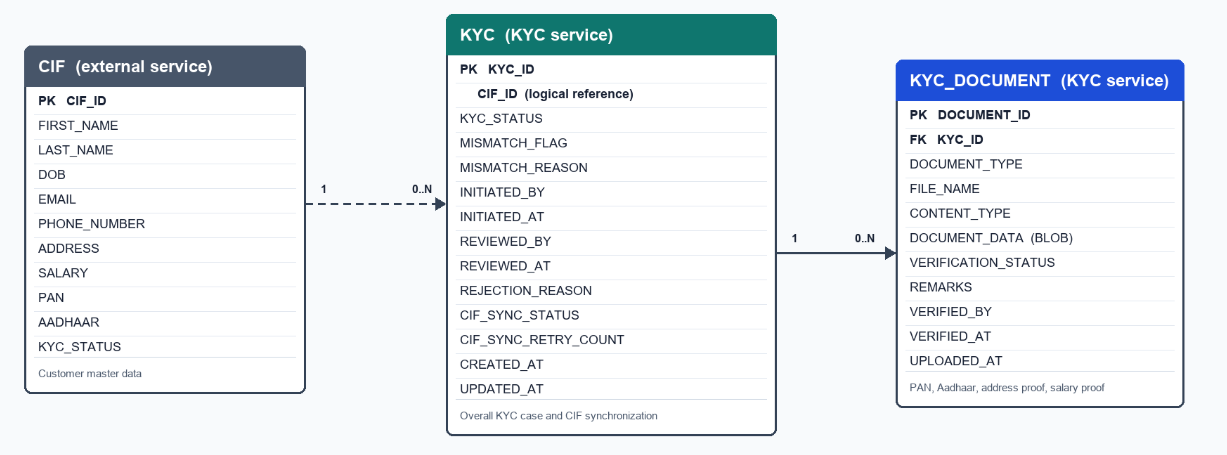 CIF (external service)
PK CIF_ID
FIRST_NAME
LAST_NAME
DOB
EMAIL
PHONE_NUMBER
ADDRESS
SALARY
PAN
AADHAAR
KYC_STATUS
Customer master data
1
0..N
KYC (KYC service)
PK KYC_ID
CIF_ID (logical reference)
KYC_STATUS
MISMATCH_FLAG
MISMATCH_REASON
INITIATED_BY
INITIATED_AT
REVIEWED_BY
REVIEWED_AT
REJECTION_REASON
CIF_SYNC_STATUS
CIF_SYNC_RETRY_COUNT
CREATED_AT
UPDATED_AT
Overall KYC case and CIF synchronization
1
0..N
KYC_DOCUMENT (KYC service)
PK DOCUMENT_ID
FK KYC_ID
DOCUMENT_TYPE
FILE_NAME
CONTENT_TYPE
DOCUMENT_DATA (BLOB)
VERIFICATION_STATUS
REMARKS
VERIFIED_BY
VERIFIED_AT
UPLOADED_AT
PAN, Aadhaar, address proof, salary proof